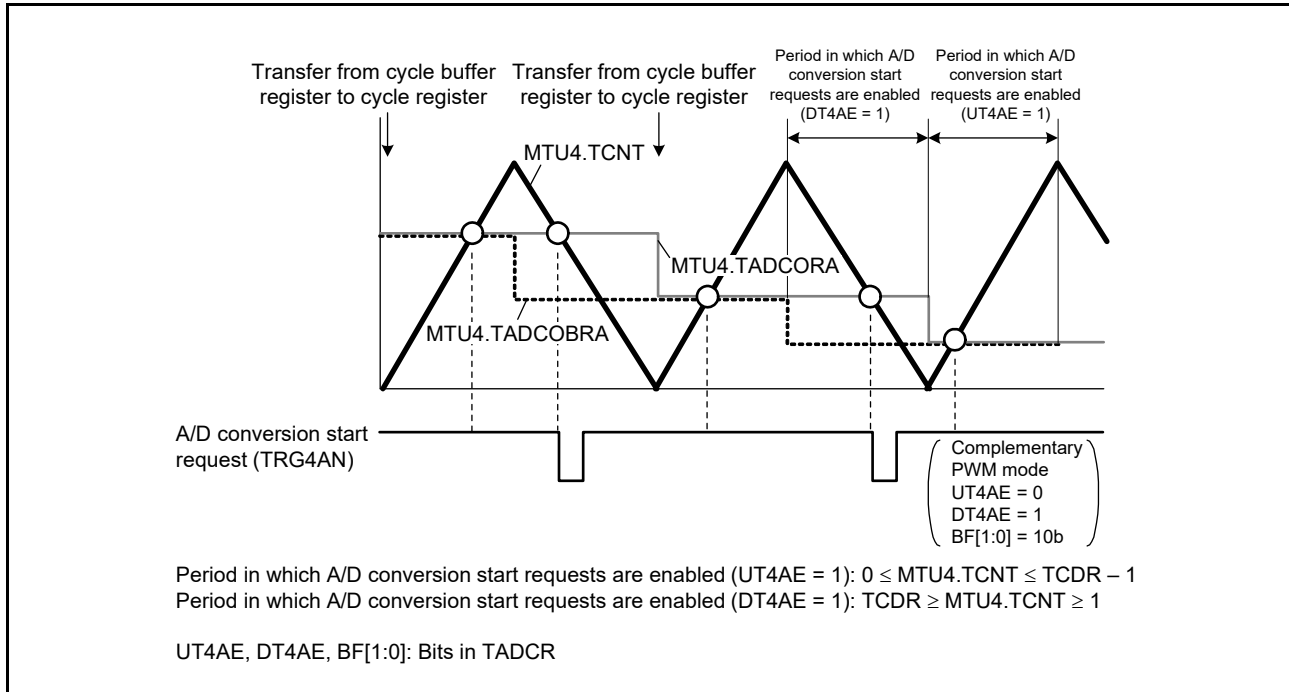 Transfer from cycle buffer
register to cycle register
Transfer from cycle buffer
register to cycle register
Period in which A/D
conversion start
requests are enabled
(DT4AE = 1)
Period in which A/D
conversion start
requests are enabled
(UT4AE = 1)
MTU4.TCNT
MTU4.TADCORA
MTU4.TADCOBRA
A/D conversion start
request (TRG4AN)
Complementary
PWM mode
UT4AE = 0
DT4AE = 1
BF[1:0] = 10b
Period in which A/D conversion start requests are enabled (UT4AE = 1): 0 ≤ MTU4.TCNT ≤ TCDR – 1
Period in which A/D conversion start requests are enabled (DT4AE = 1): TCDR ≥ MTU4.TCNT ≥ 1
UT4AE, DT4AE, BF[1:0]: Bits in TADCR